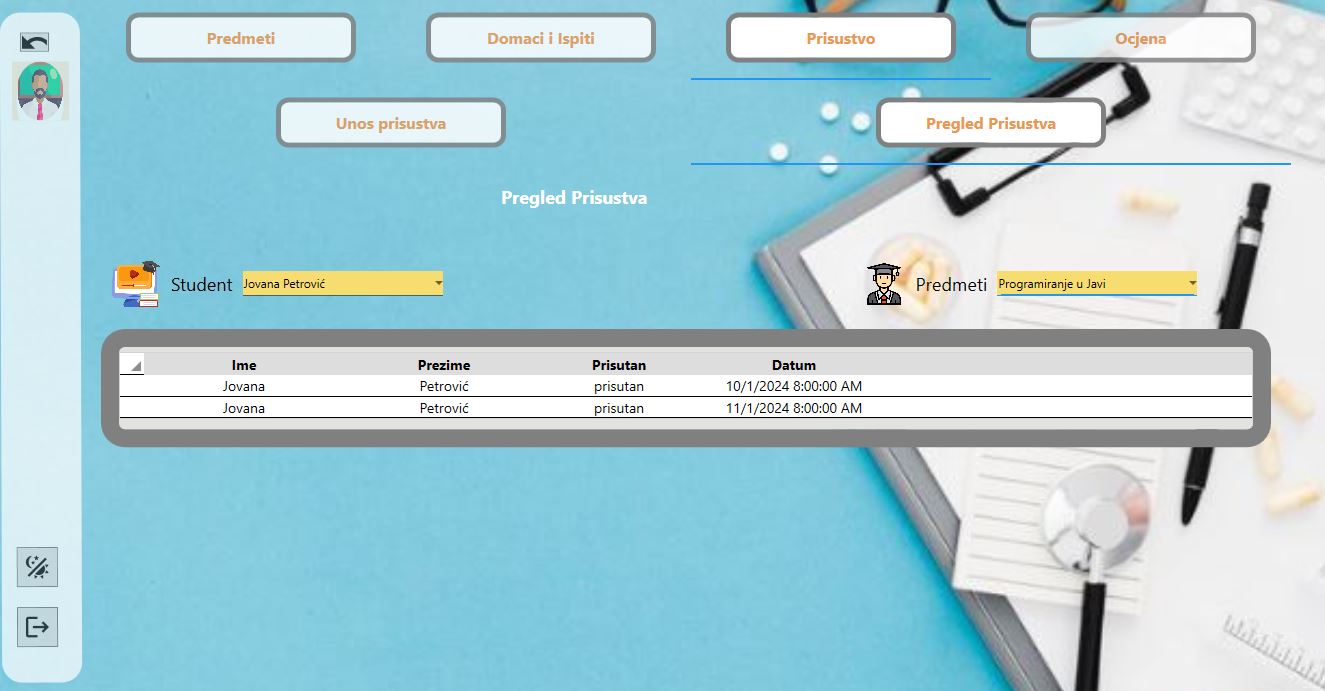 Predmeti Domaci i Ispiti Prisustvo Ocjena
Unos prisustva Pregled Prisustva
Pregled Prisustva
Student Jovana Petrović Predmeti Programiranje u Javi
Ime Prezime Prisutan Datum
Jovana Petrović prisutan 10/1/2024 8:00:00 AM
Jovana Petrović prisutan 11/1/2024 8:00:00 AM